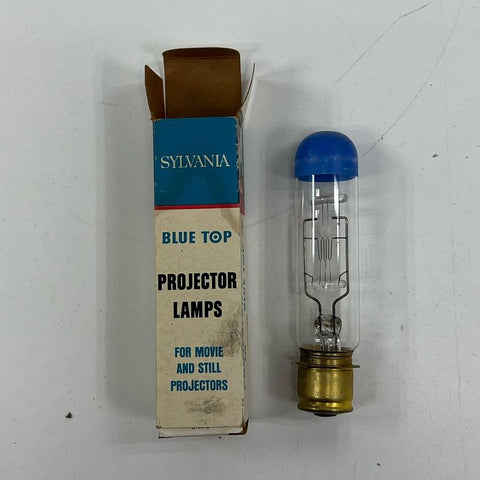 SYLVANIA
BLUE TOP
PROJECTOR
LAMPS
FOR MOVIE
AND STILL
PROJECTORS